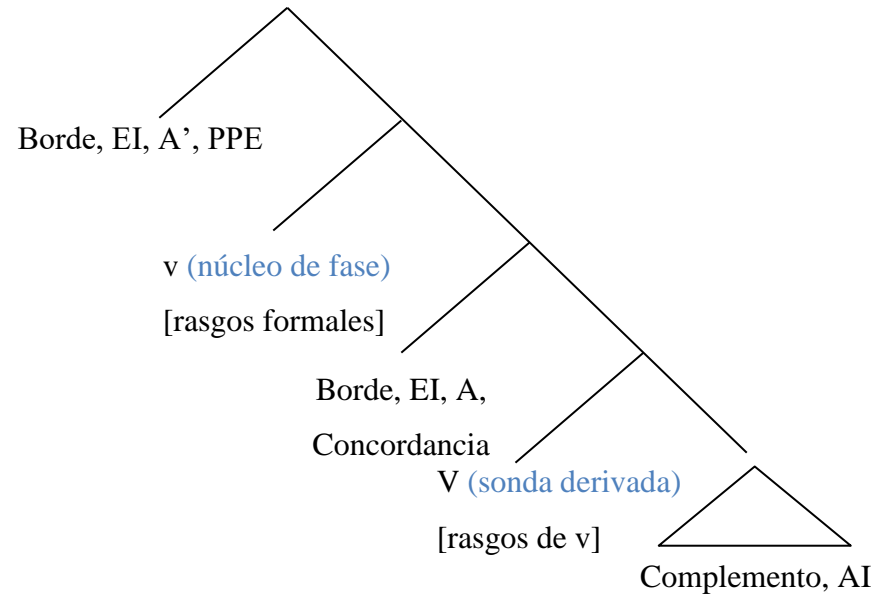 Borde, EI, A’, PPE
v (núcleo de fase)
[rasgos formales]
Borde, EI, A,
Concordancia
V (sonda derivada)
[rasgos de v]
Complemento, AI